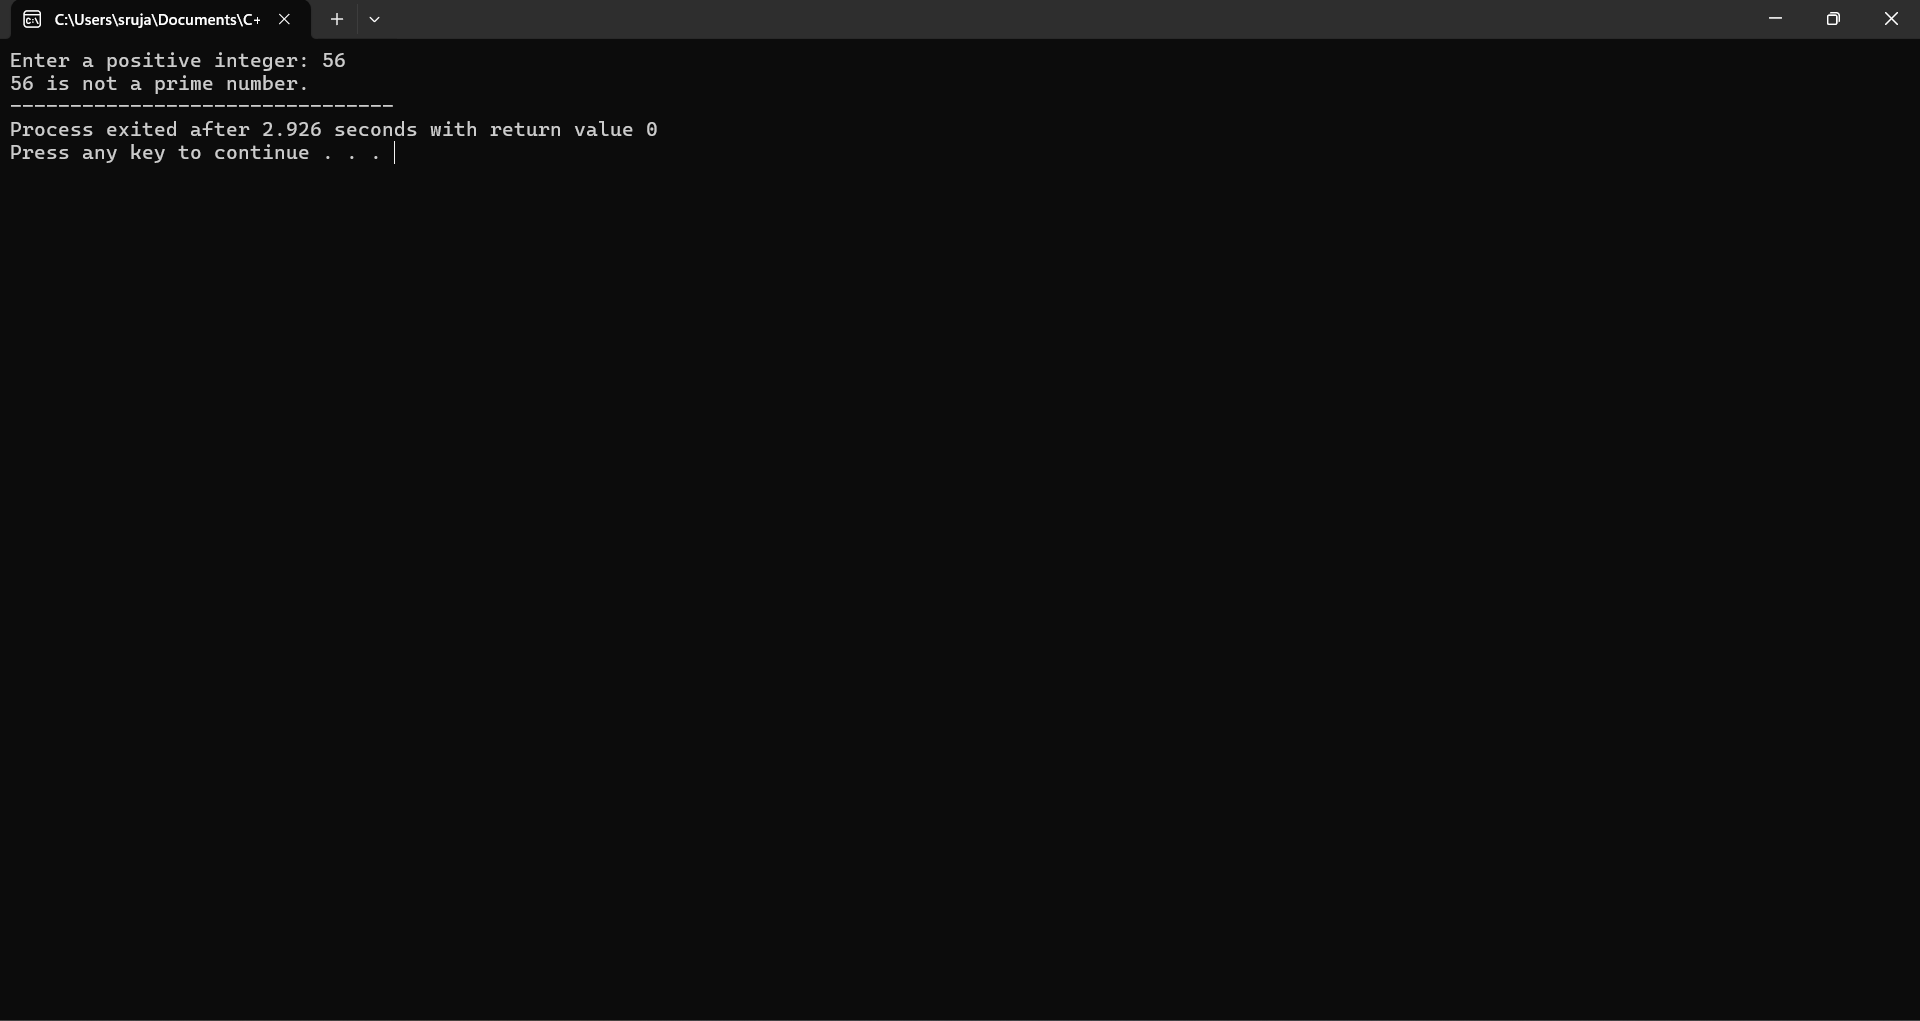 C:\Users\sruja\Documents\C+
Enter a positive integer: 56
56 is not a prime number.
--------------------------------
Process exited after 2.926 seconds with return value 0
Press any key to continue . . .